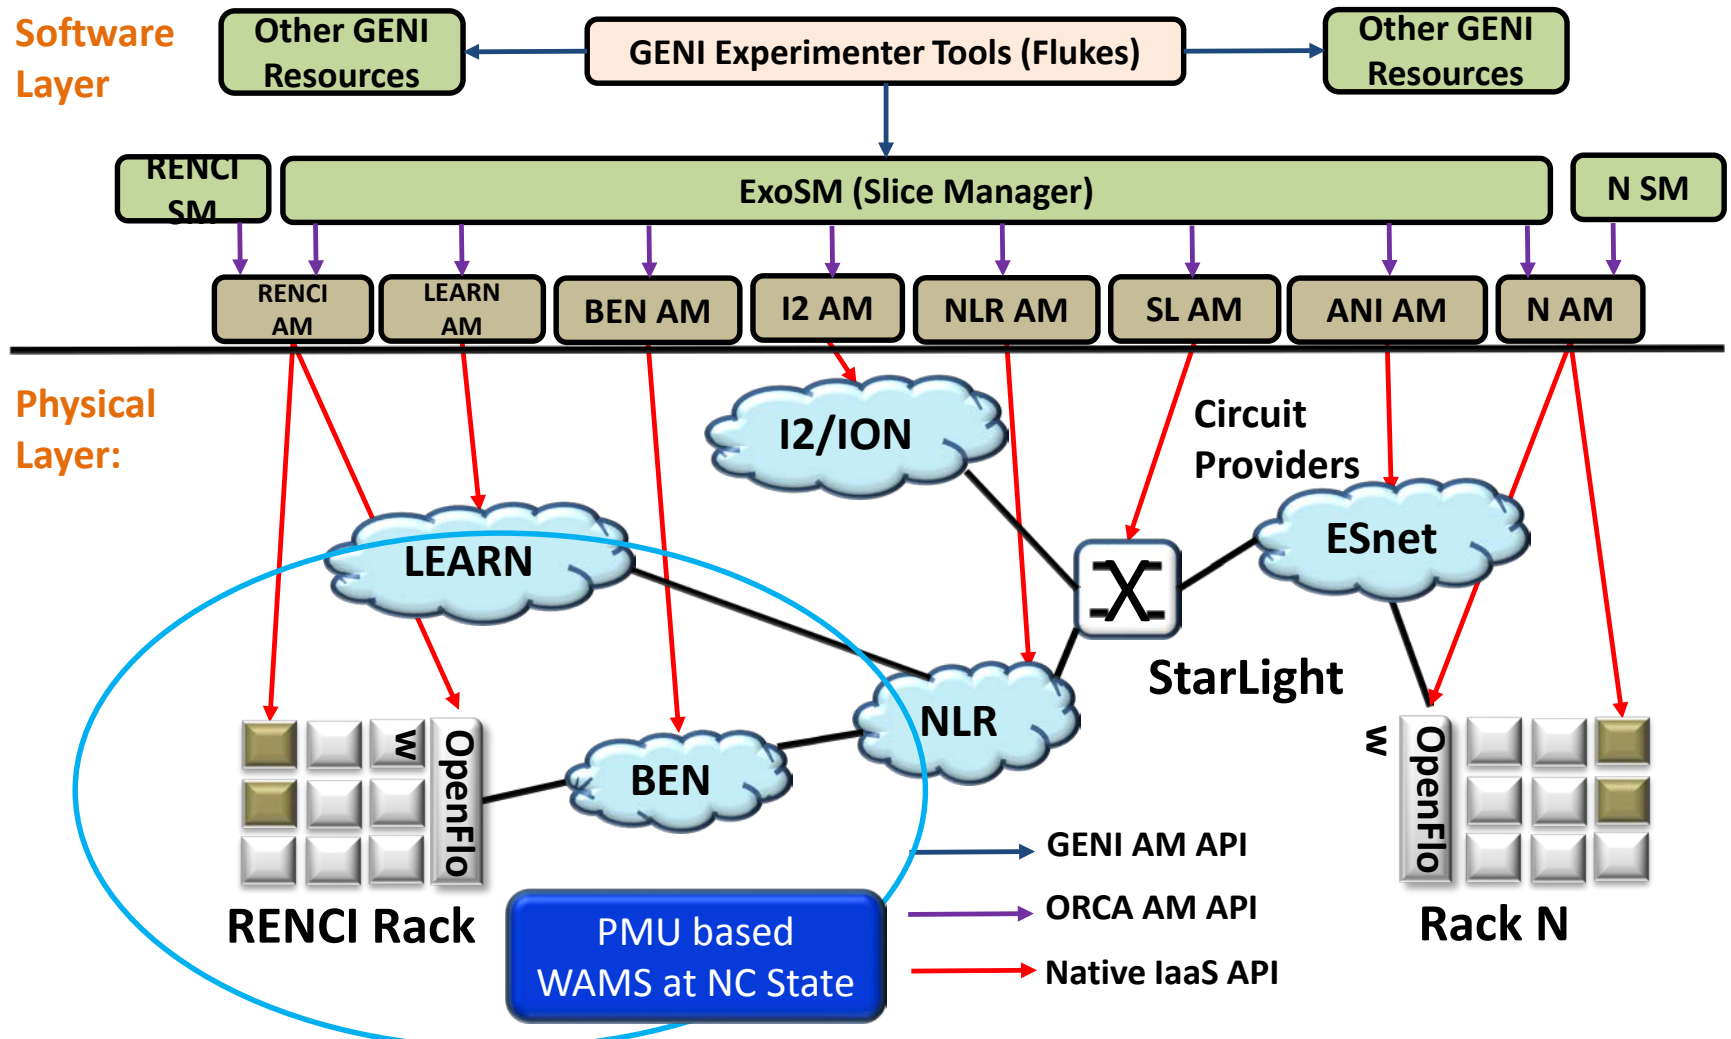 Software
Layer
Other GENI
Resources
GENI Experimenter Tools (Flukes)
Other GENI
Resources
RENCI
SM
ExoSM (Slice Manager)
N SM
RENCI
AM
LEARN
AM
BEN AM
I2 AM
NLR AM
SL AM
ANI AM
N AM
Physical
Layer:
I2/ION
Circuit
Providers
LEARN
ESnet
StarLight
NLR
BEN
OpenFlo
w
OpenFlo
w
RENCI Rack
Rack N
PMU based
WAMS at NC State
GENI AM API
ORCA AM API
Native IaaS API